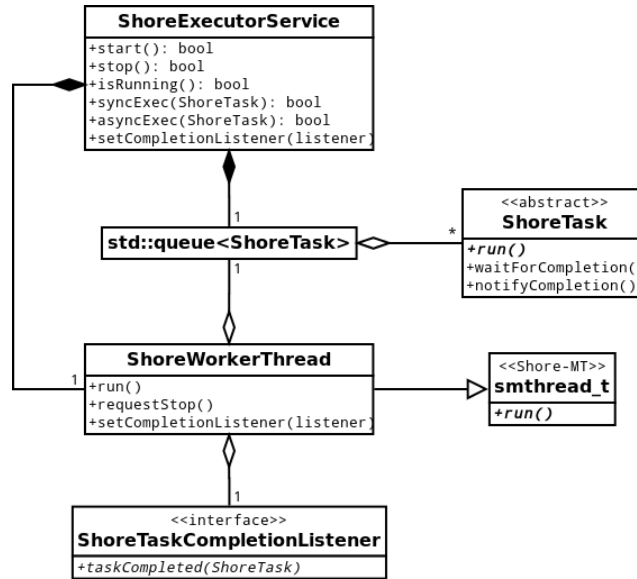 ShoreExecutorService
+start(): bool
+stop(): bool
+isRunning(): bool
+syncExec(ShoreTask): bool
+asyncExec(ShoreTask): bool
+setCompletionListener(listener)
1
std::queue<ShoreTask>
*
<<abstract>>
ShoreTask
+run()
+waitForCompletion(
+notifyCompletion()
1
ShoreWorkerThread
+run()
+requestStop()
+setCompletionListener(listener)
1
<<Shore-MT>>
smthread_t
+run()
1
<<interface>>
ShoreTaskCompletionListener
+taskCompleted(ShoreTask)